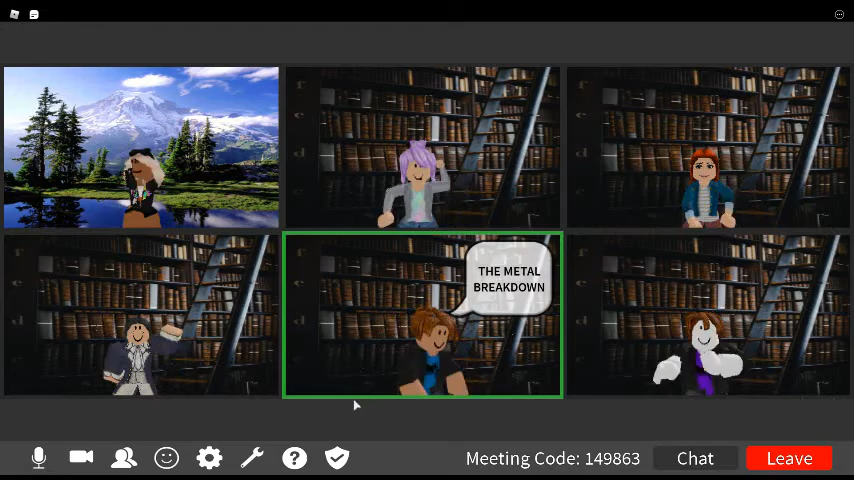 THE METAL
BREAKDOWN
Meeting Code: 149863
Chat
Leave